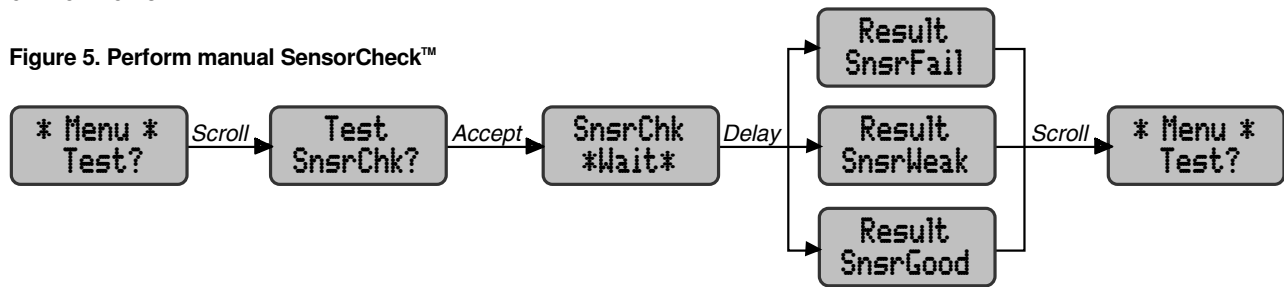 Figure 5. Perform manual SensorCheck™
* Menu *
Test?
Scroll
Test
SnsrChk?
Accept
SnsrChk
*Wait*
Delay
Result
SnsrFail
Result
SnsrWeak
Result
SnsrGood
Scroll
* Menu *
Test?